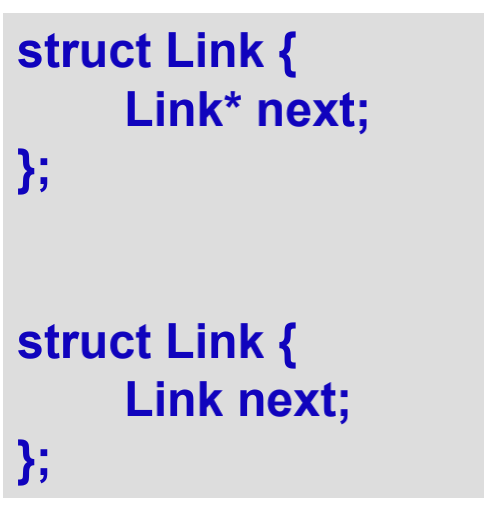 struct Link {
Link* next;
};
struct Link {
Link next;
};